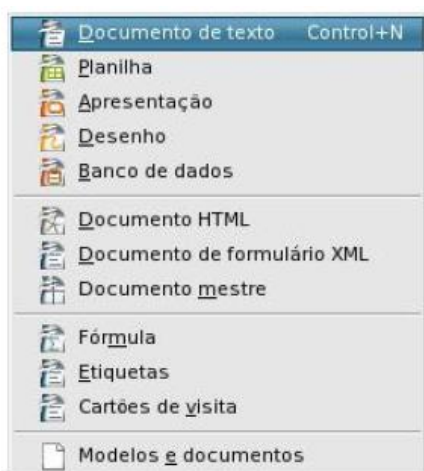 Documento de texto Control+N
Planilha
Apresentação
Desenho
Banco de dados
Documento HTML
Documento de formulário XML
Documento mestre
Fórmula
Etiquetas
Cartões de visita
Modelos e documentos